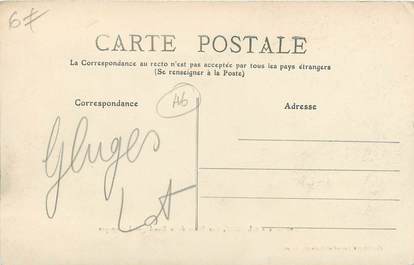 6#
CARTE POSTALE
La Correspondance au recto n'est pas acceptée par tous les pays étrangers
(Se renseigner à la Poste)
Correspondance
46
Adresse
Gluges
Lot